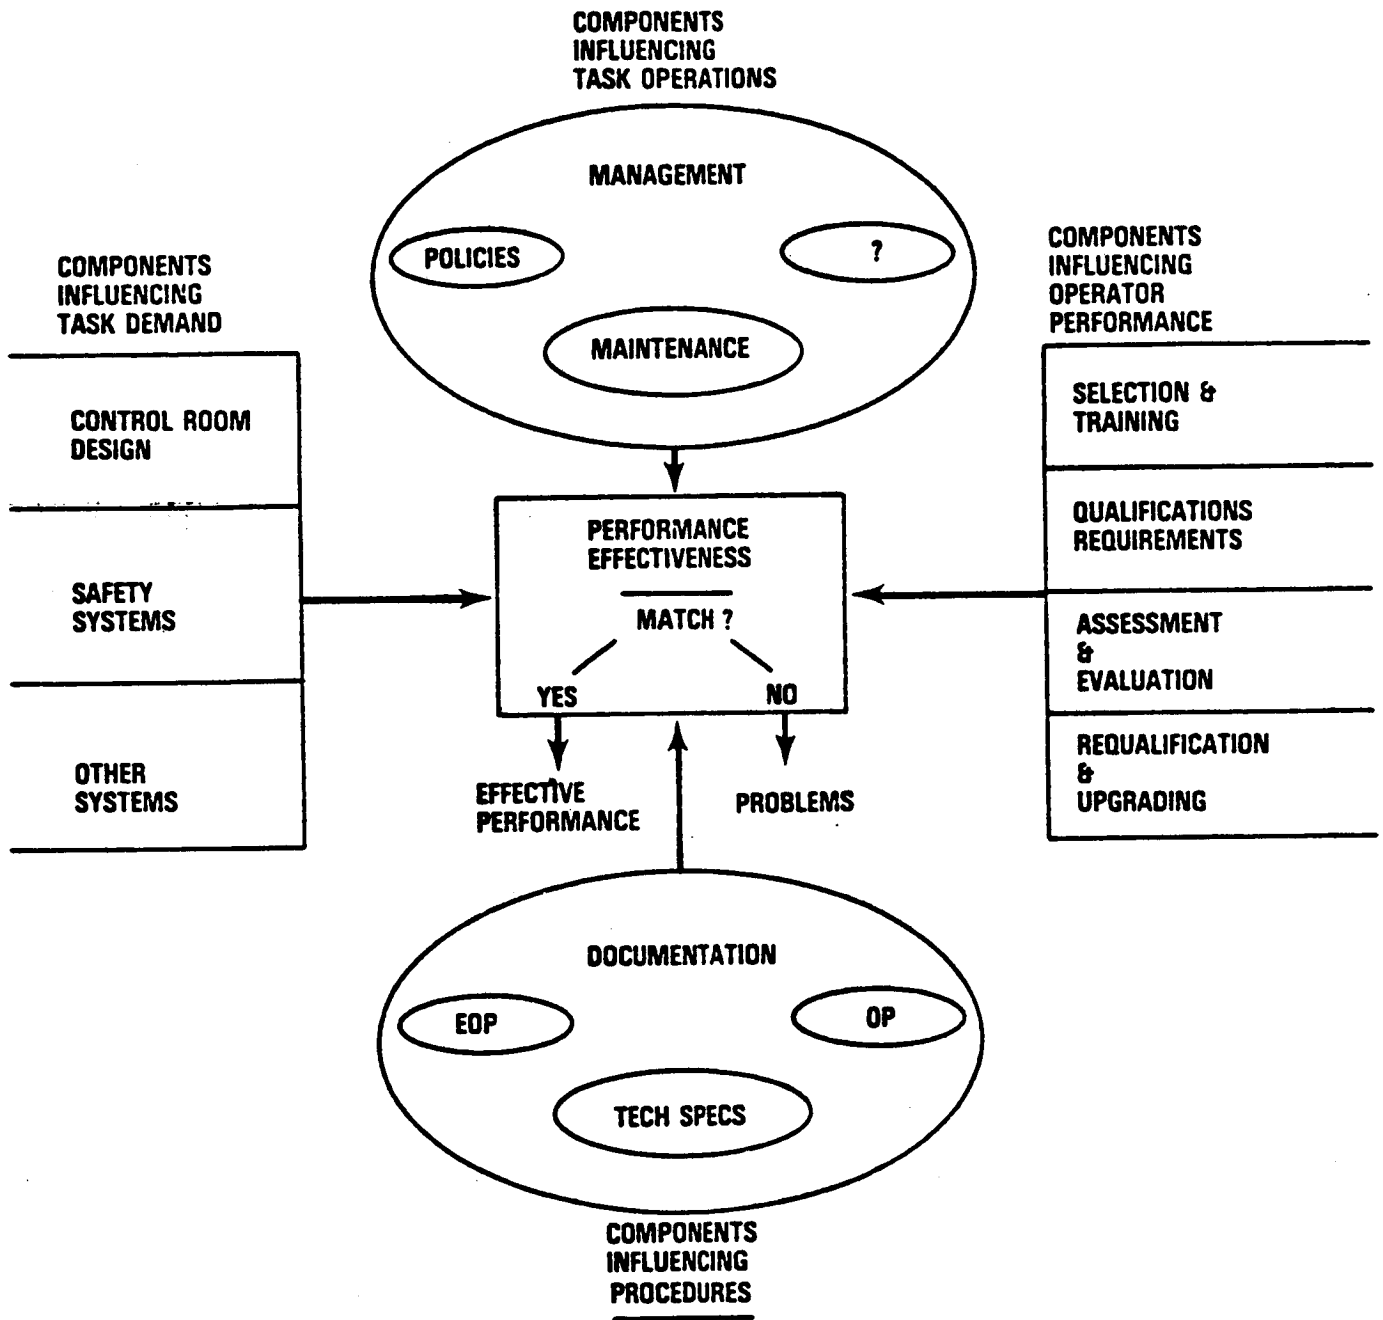 COMPONENTS
INFLUENCING
TASK OPERATIONS
MANAGEMENT
POLICIES
?
MAINTENANCE
COMPONENTS
INFLUENCING
TASK DEMAND
CONTROL ROOM
DESIGN
SAFETY
SYSTEMS
OTHER
SYSTEMS
COMPONENTS
INFLUENCING
OPERATOR
PERFORMANCE
SELECTION &
TRAINING
QUALIFICATIONS
REQUIREMENTS
ASSESSMENT
&
EVALUATION
REQUALIFICATION
&
UPGRADING
PERFORMANCE
EFFECTIVENESS
MATCH ?
YES
NO
EFFECTIVE
PERFORMANCE
PROBLEMS
DOCUMENTATION
EOP
OP
TECH SPECS
COMPONENTS
INFLUENCING
PROCEDURES